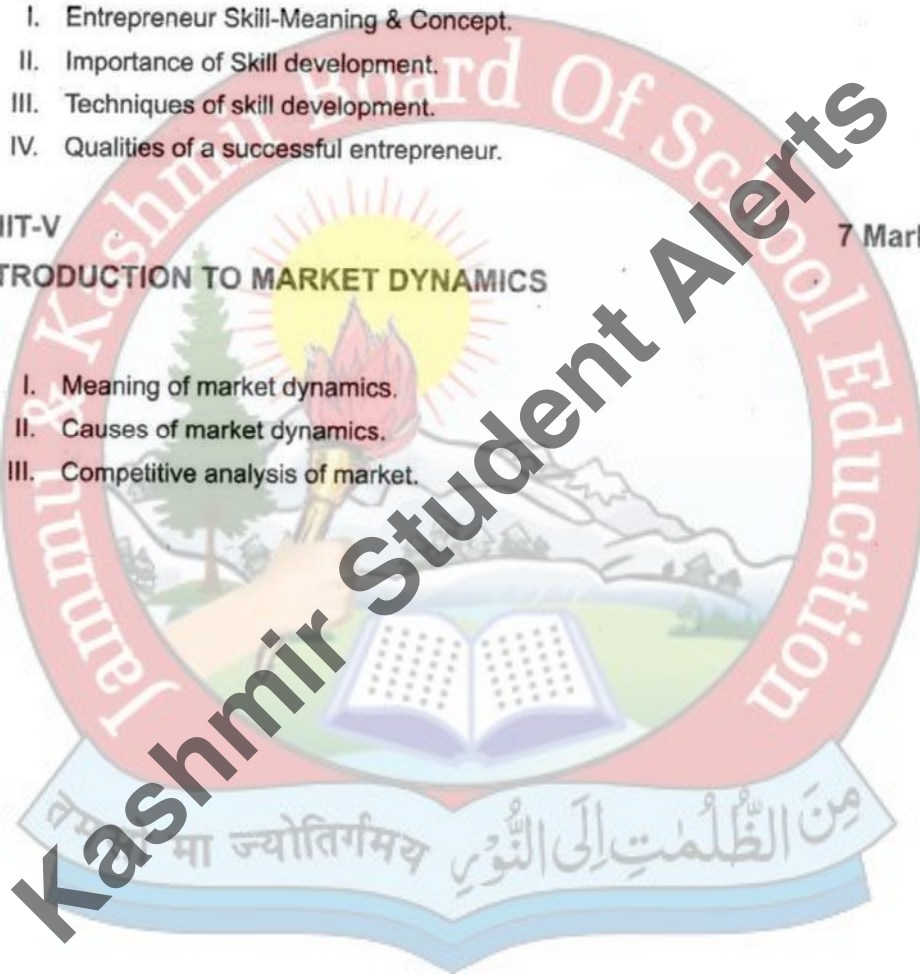 I. Entrepreneur Skill-Meaning & Concept.
II. Importance of Skill development.
III. Techniques of skill development.
IV. Qualities of a successful entrepreneur.
NIT-V 7 Mark
TRODUCTION TO MARKET DYNAMICS
I. Meaning of market dynamics.
II. Causes of market dynamics.
III. Competitive analysis of market.
Jammu & Kashmir Board Of School Education
Kashmir Student Alerts
मा ज्योतिर्गमय
مِنَ الظُّلُمٰتِ اِلَى النُّوْرِ